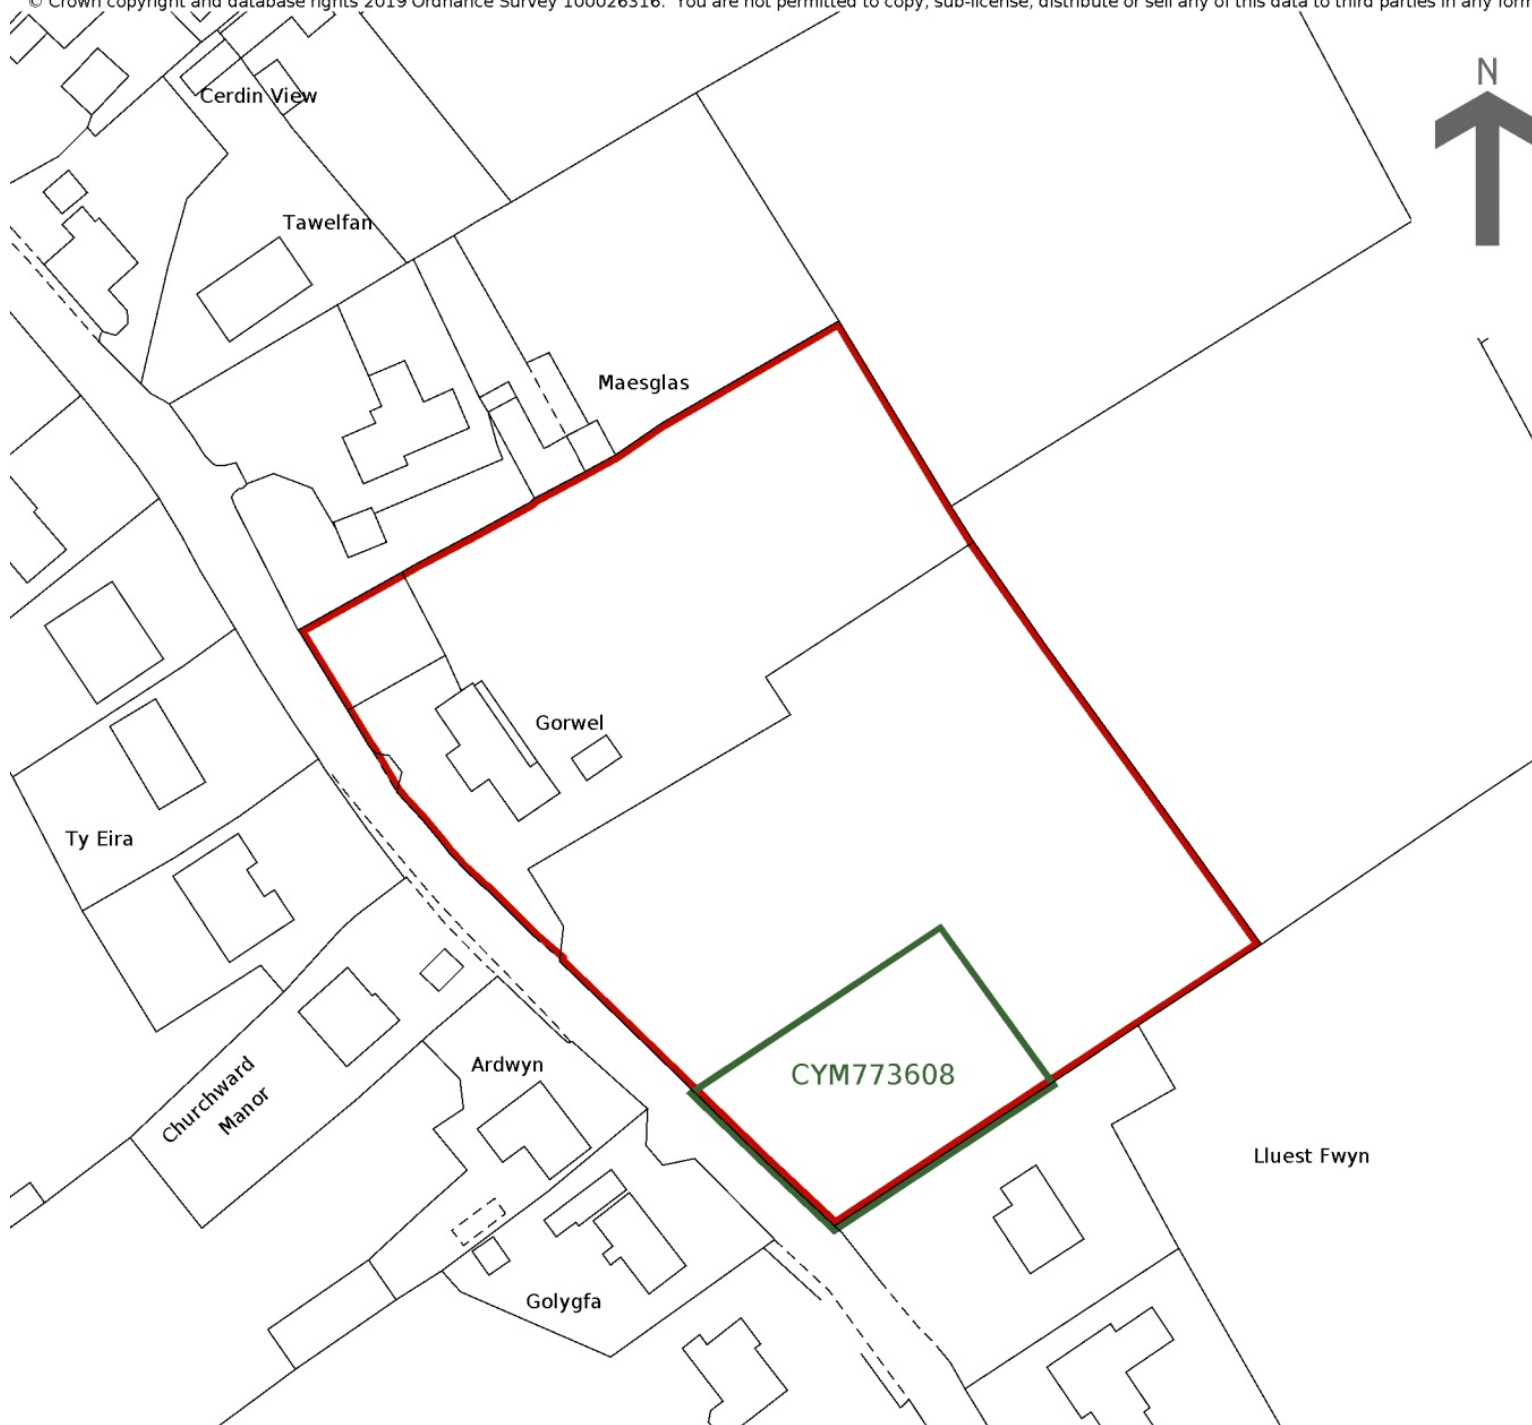 © Crown copyright and database rights 2019 Ordnance Survey 100026316. You are not permitted to copy, sub-license, distribute or sell any of this data to third parties in any form
N
Cerdin View
Tawelfan
Maesglas
Gorwel
Ty Eira
Ardwyn
CYM773608
Churchward
Manor
Lluest Fwyn
Golygfa